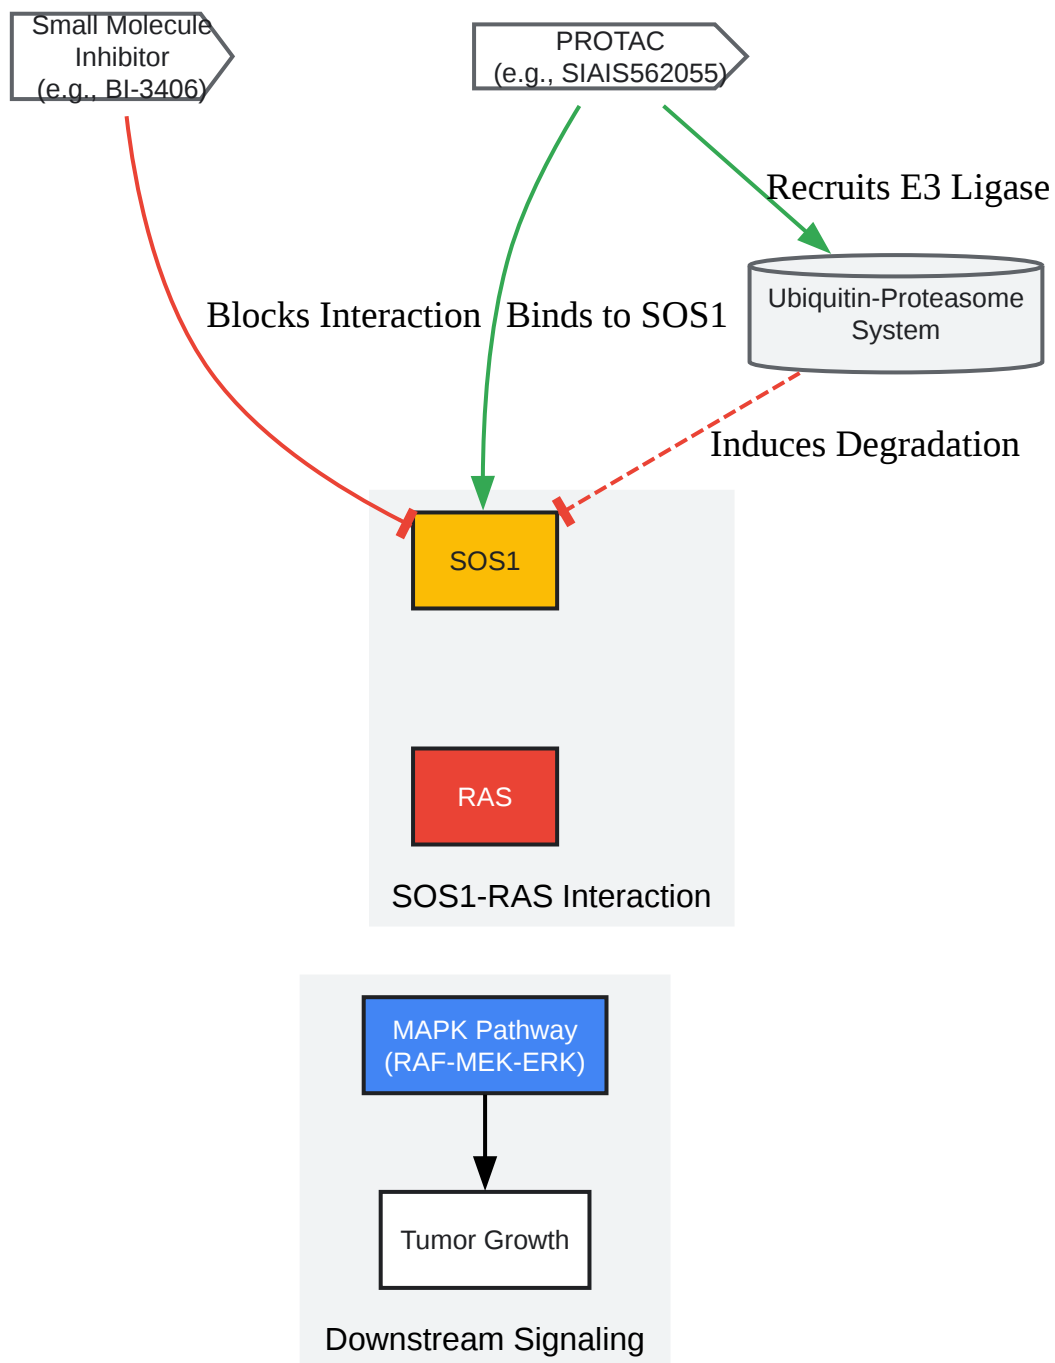 Small Molecule
Inhibitor
(e.g., BI-3406)
PROTAC
(e.g., SIAIS562055)
Recruits E3 Ligase
Blocks Interaction
Binds to SOS1
Ubiquitin-Proteasome
System
Induces Degradation
SOS1
RAS
SOS1-RAS Interaction
MAPK Pathway
(RAF-MEK-ERK)
Tumor Growth
Downstream Signaling